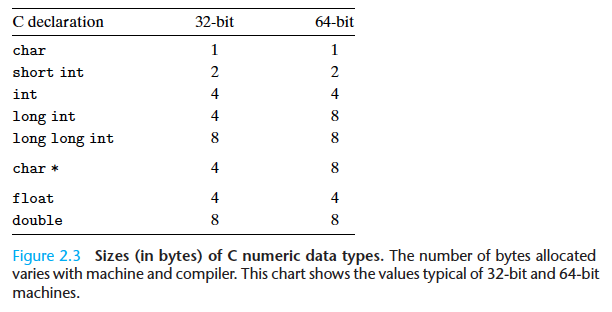 C declaration 32-bit 64-bit
char 1 1
short int 2 2
int 4 4
long int 4 8
long long int 8 8
char * 4 8
float 4 4
double 8 8
Figure 2.3 Sizes (in bytes) of C numeric data types. The number of bytes allocated
varies with machine and compiler. This chart shows the values typical of 32-bit and 64-bit
machines.